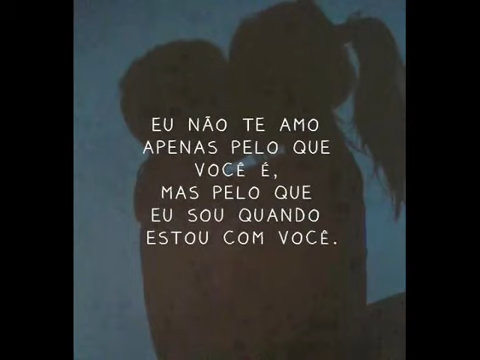 EU NÃO TE AMO
APENAS PELO QUE
VOCÊ É,
MAS PELO QUE
EU SOU QUANDO
ESTOU COM VOCÊ.